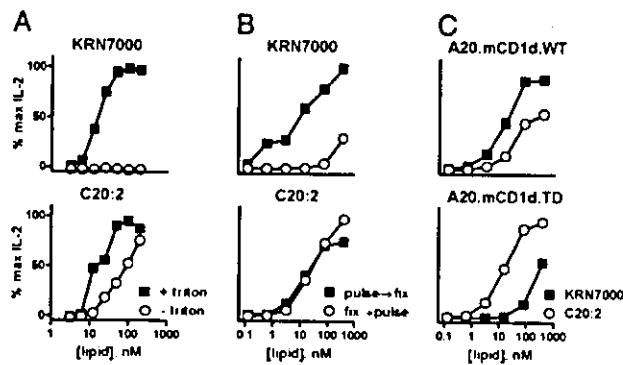 A
B
C
KRN7000
KRN7000
A20.mCD1d.WT
% max IL-2
100
50
0
C20:2
C20:2
A20.mCD1d.TD
% max IL-2
100
50
0
+ triton
- triton
pulse→fix
fix→pulse
KRN7000
C20:2
1 10 100 1000
0.1 1 10 100 1000
0.1 1 10 100 1000
[lipid], nM
[lipid], nM
[lipid], nM